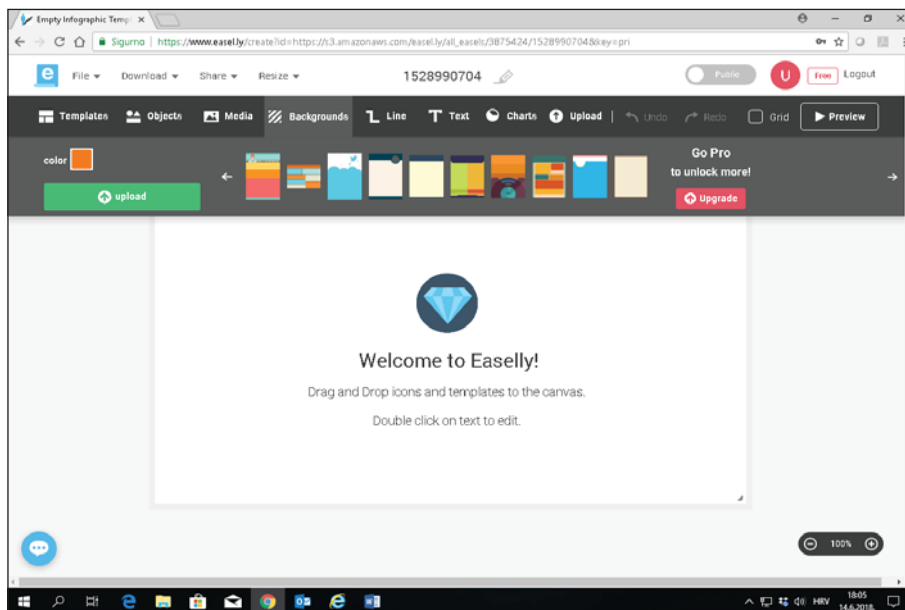 Empty Infographic Templ
Sigurno | https://www.easel.ly/create?id=https://s3.amazonaws.com/easel.ly/all_easels/3875424/1528990704&key=pri
e File Download Share Resize 1528990704 Public U Free Logout
Templates Objects Media Backgrounds Line Text Charts Upload | Undo Redo Grid Preview
color
upload
Go Pro
to unlock more!
Upgrade
Welcome to Easelly!
Drag and Drop icons and templates to the canvas.
Double click on text to edit.
100%
HRV
18:05
14.6.2018.